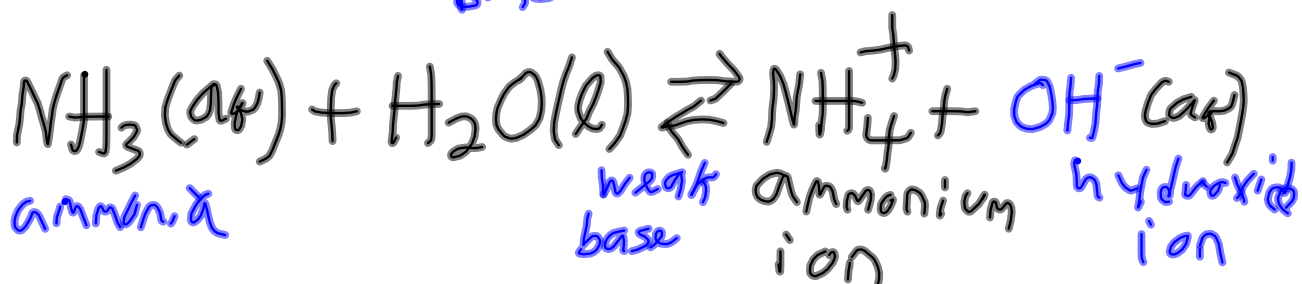 NH₃ (aq) + H₂O(l) ⇌ NH₄⁺ + OH⁻ (aq)
ammonia weak base ammonium ion hydroxide ion